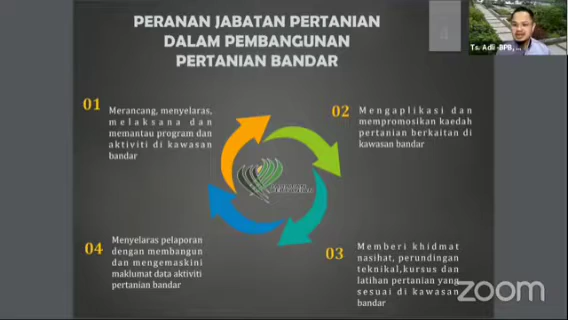 PERANAN JABATAN PERTANIAN
DALAM PEMBANGUNAN
PERTANIAN BANDAR
Ts. Adli -BPB,
01
Merancang, menyelaras,
melaksana dan
memantau program dan
aktiviti di kawasan
bandar
02
Mengaplikasi dan
mempromosikan kaedah
pertanian berkaitan di
kawasan bandar
04
Menyelaras pelaporan
dengan membangun
dan mengemaskini
maklumat data aktiviti
pertanian bandar
03
Memberi khidmat
nasihat, perundingan
teknikal,kursus dan
latihan pertanian yang
sesuai di kawasan
bandar
zoom